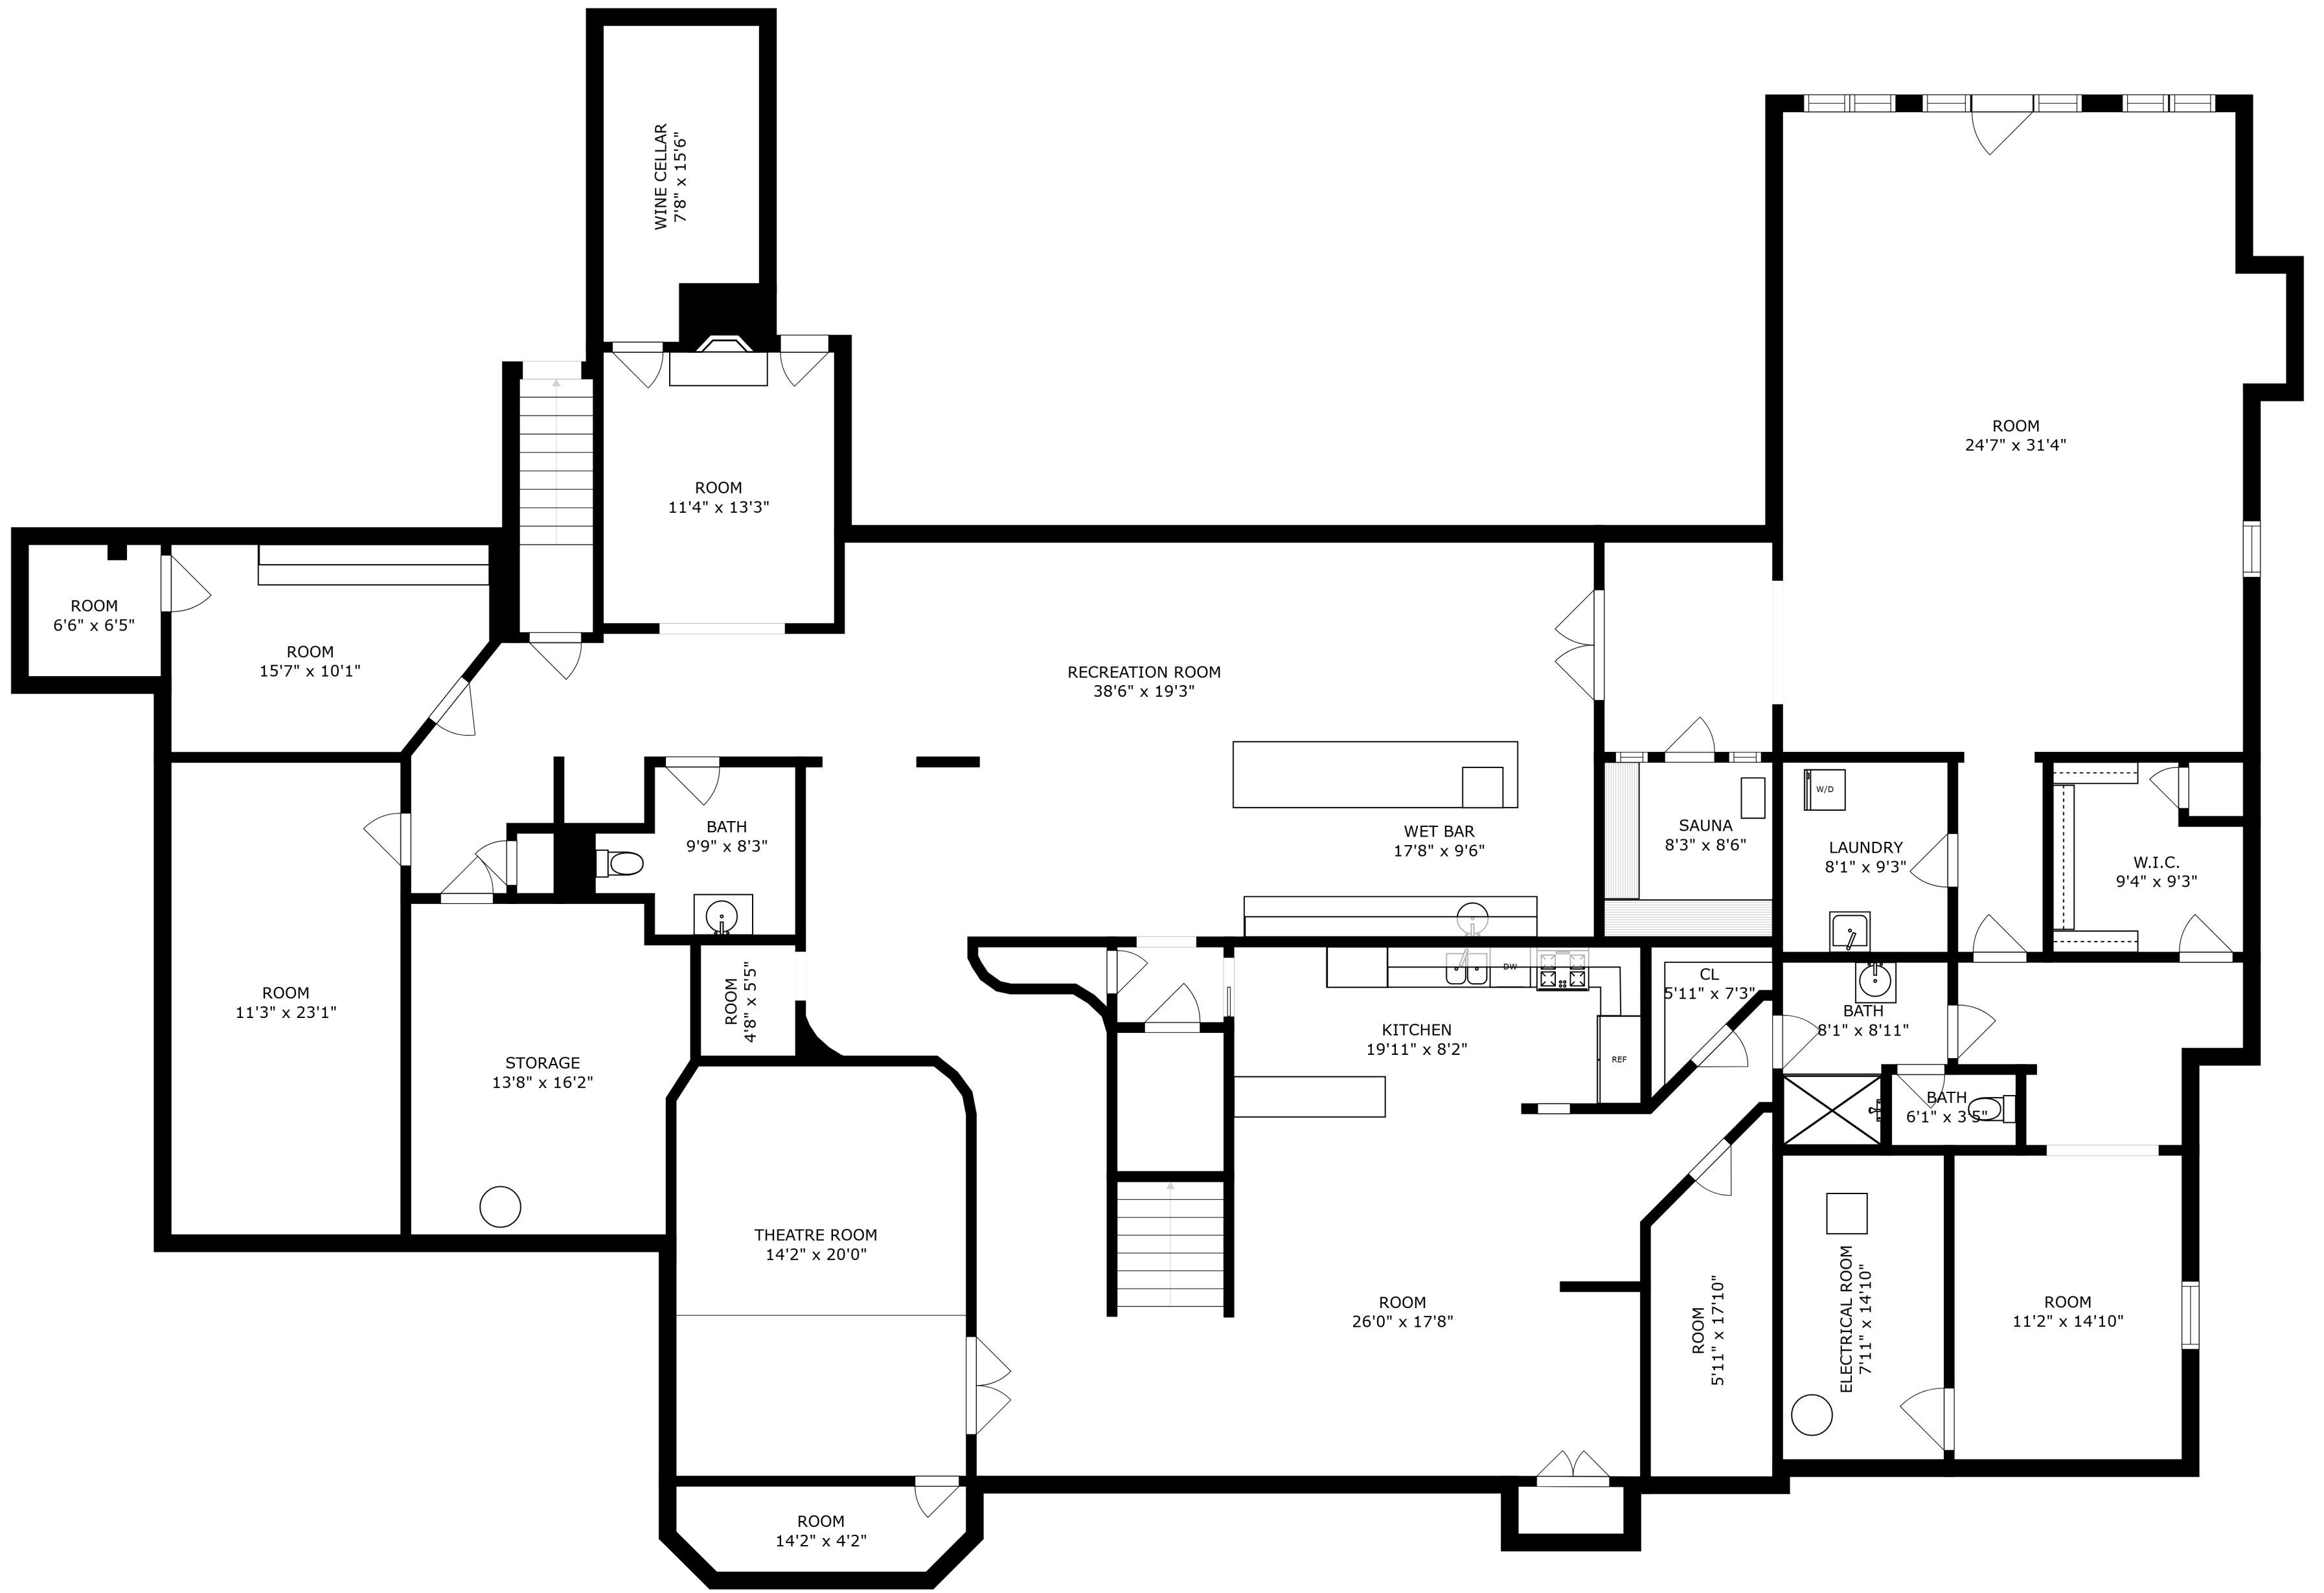 WINE CELLAR
7'8" x 15'6"
ROOM
24'7" x 31'4"
ROOM
11'4" x 13'3"
ROOM
6'6" x 6'5"
ROOM
15'7" x 10'1"
RECREATION ROOM
38'6" x 19'3"
BATH
9'9" x 8'3"
WET BAR
17'8" x 9'6"
SAUNA
8'3" x 8'6"
W/D
LAUNDRY
8'1" x 9'3"
W.I.C.
9'4" x 9'3"
ROOM
11'3" x 23'1"
ROOM
4'8" x 5'5"
DW
CL
5'11" x 7'3"
KITCHEN
19'11" x 8'2"
REF
BATH
8'1" x 8'11"
STORAGE
13'8" x 16'2"
BATH
6'1" x 3'5"
THEATRE ROOM
14'2" x 20'0"
ROOM
26'0" x 17'8"
ROOM
5'11" x 17'10"
ELECTRICAL ROOM
7'11" x 14'10"
ROOM
11'2" x 14'10"
ROOM
14'2" x 4'2"